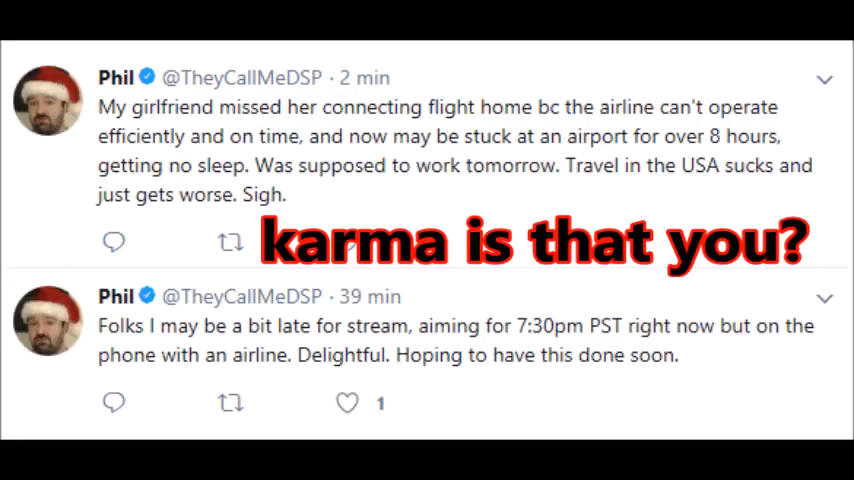 Phil @TheyCallMeDSP · 2 min
My girlfriend missed her connecting flight home bc the airline can't operate
efficiently and on time, and now may be stuck at an airport for over 8 hours,
getting no sleep. Was supposed to work tomorrow. Travel in the USA sucks and
just gets worse. Sigh.
karma is that you?
Phil @TheyCallMeDSP · 39 min
Folks I may be a bit late for stream, aiming for 7:30pm PST right now but on the
phone with an airline. Delightful. Hoping to have this done soon.
1